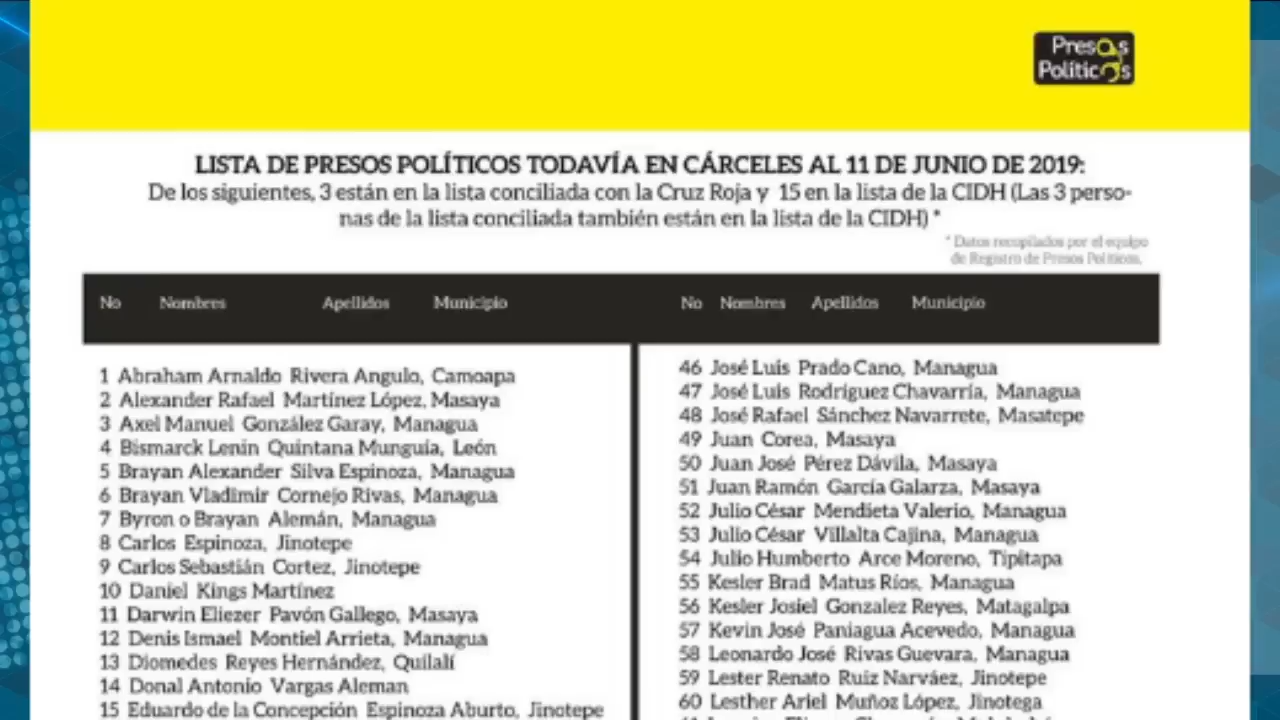 Presos
Políticos
LISTA DE PRESOS POLÍTICOS TODAVÍA EN CÁRCELES AL 11 DE JUNIO DE 2019:
De los siguientes, 3 están en la lista conciliada con la Cruz Roja y 15 en la lista de la CIDH (Las 3 perso-
nas de la lista conciliada también están en la lista de la CIDH) *
* Datos recopilados por el equipo
de Registro de Presos Políticos,
No Nombres Apellidos Municipio
1 Abraham Arnaldo Rivera Angulo, Camoapa
2 Alexander Rafael Martínez López, Masaya
3 Axel Manuel González Garay, Managua
4 Bismarck Lenin Quintana Munguía, León
5 Brayan Alexander Silva Espinoza, Managua
6 Brayan Vladimir Cornejo Rivas, Managua
7 Byron o Brayan Alemán, Managua
8 Carlos Espinoza, Jinotepe
9 Carlos Sebastián Cortez, Jinotepe
10 Daniel Kings Martínez
11 Darwin Eliezer Pavón Gallego, Masaya
12 Denis Ismael Montiel Arrieta, Managua
13 Diomedes Reyes Hernández, Quilalí
14 Donal Antonio Vargas Aleman
15 Eduardo de la Concepción Espinoza Aburto, Jinotepe
No Nombres Apellidos Municipio
46 José Luis Prado Cano, Managua
47 José Luis Rodríguez Chavarría, Managua
48 José Rafael Sánchez Navarrete, Masatepe
49 Juan Corea, Masaya
50 Juan José Pérez Dávila, Masaya
51 Juan Ramón García Galarza, Masaya
52 Julio César Mendieta Valerio, Managua
53 Julio César Villalta Cajina, Managua
54 Julio Humberto Arce Moreno, Tipitapa
55 Kesler Brad Matus Ríos, Managua
56 Kesler Josiel Gonzalez Reyes, Matagalpa
57 Kevin José Paniagua Acevedo, Managua
58 Leonardo José Rivas Guevara, Managua
59 Lester Renato Ruiz Narváez, Jinotepe
60 Lesther Ariel Muñoz López, Jinotega